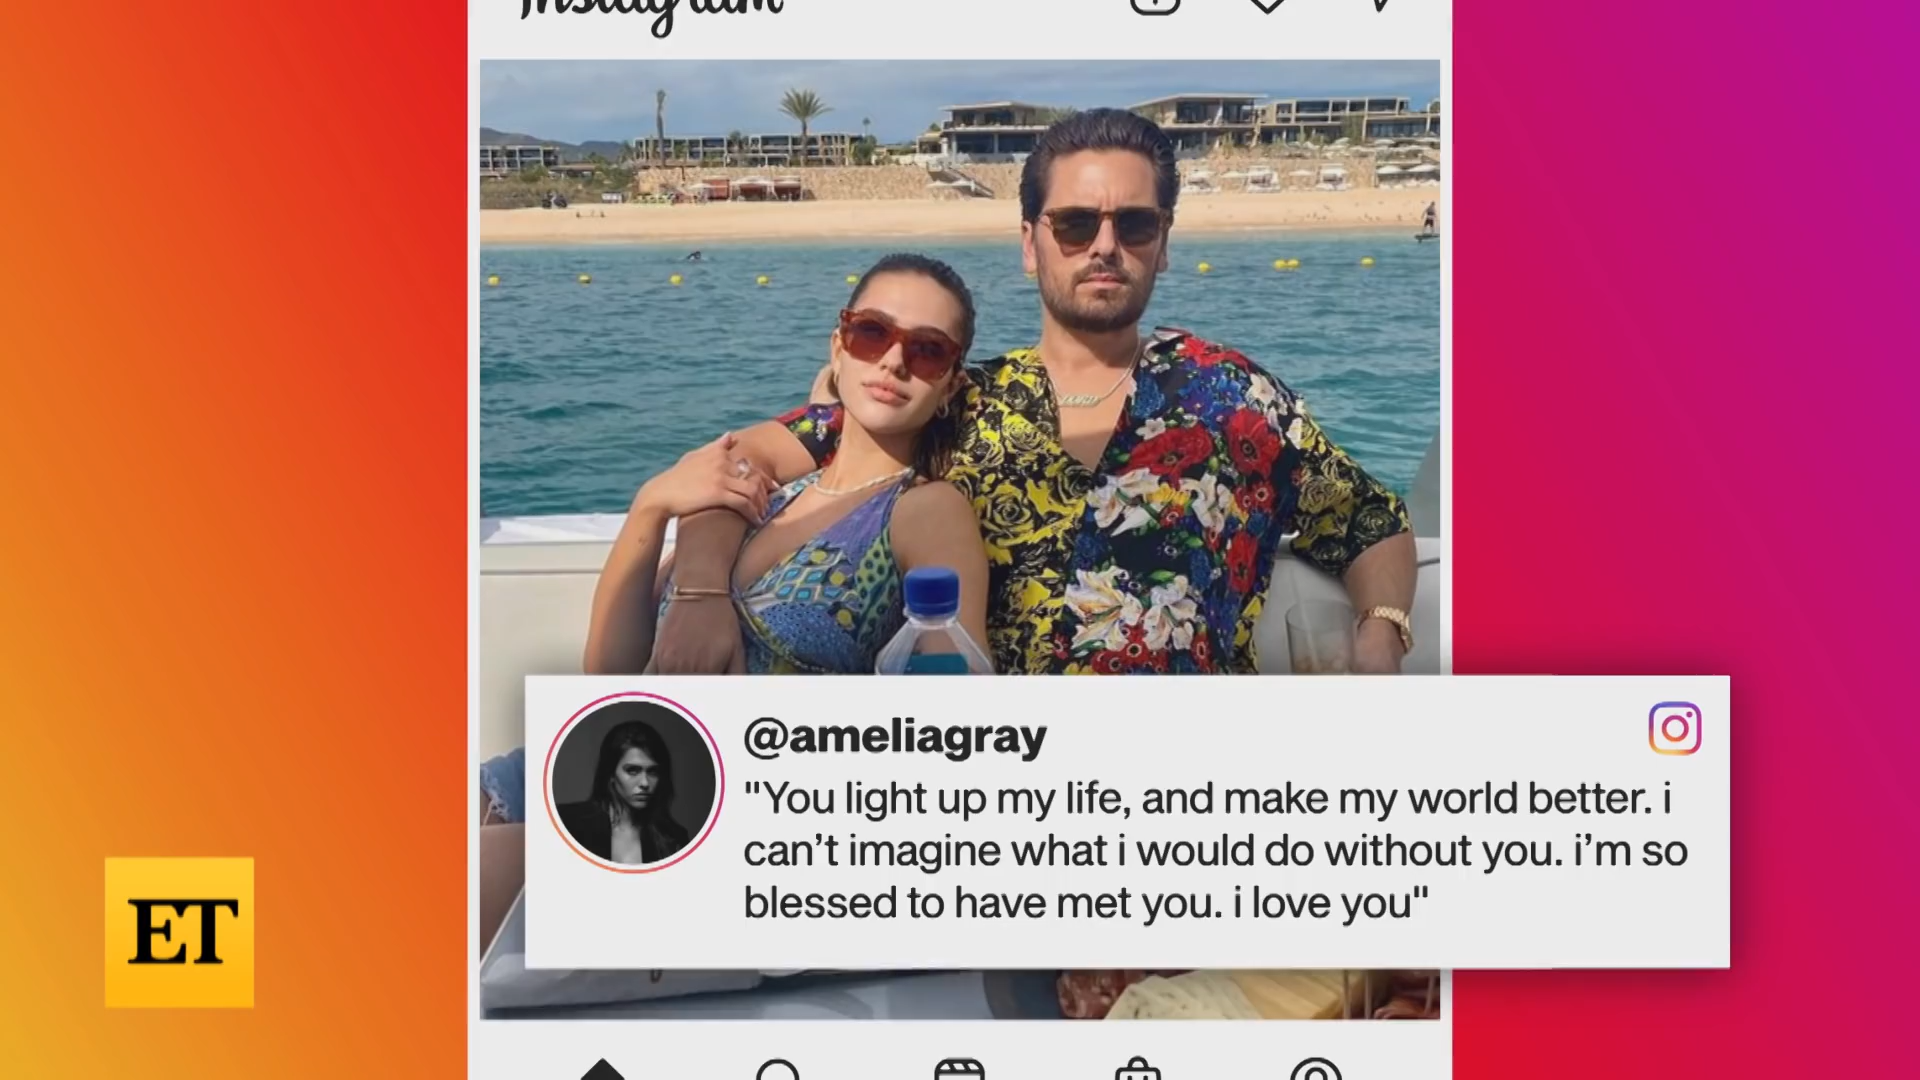 Instagram
@ameliagray
"You light up my life, and make my world better. i
can’t imagine what i would do without you. i’m so
blessed to have met you. i love you"
ET